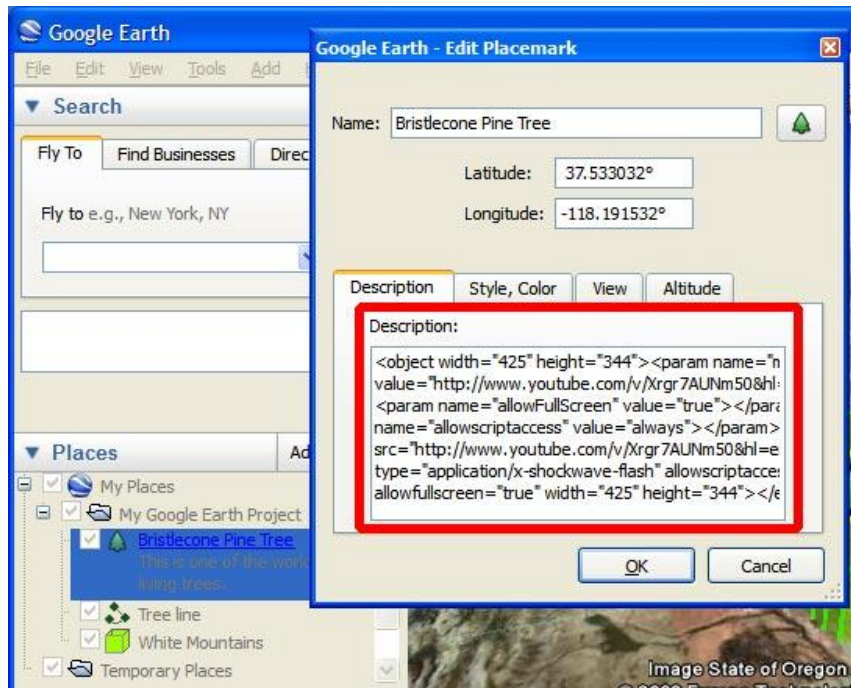 Google Earth
File Edit View Tools Add
Search
Fly To Find Businesses Direc
Fly to e.g., New York, NY
Places Ad
My Places
My Google Earth Project
Bristlecone Pine Tree
This is one of the world
living trees.
Tree line
White Mountains
Temporary Places
Google Earth - Edit Placemark
Name: Bristlecone Pine Tree
Latitude: 37.533032°
Longitude: -118.191532°
Description Style, Color View Altitude
Description:
<object width="425" height="344"><param name="n
value="http://www.youtube.com/v/Xrgr7AUNm50&hl=
<param name="allowFullScreen" value="true"></para
name="allowscriptaccess" value="always"></param>
src="http://www.youtube.com/v/Xrgr7AUNm50&hl=e
type="application/x-shockwave-flash" allowscriptacces
allowfullscreen="true" width="425" height="344"></e
OK Cancel
Image State of Oregon